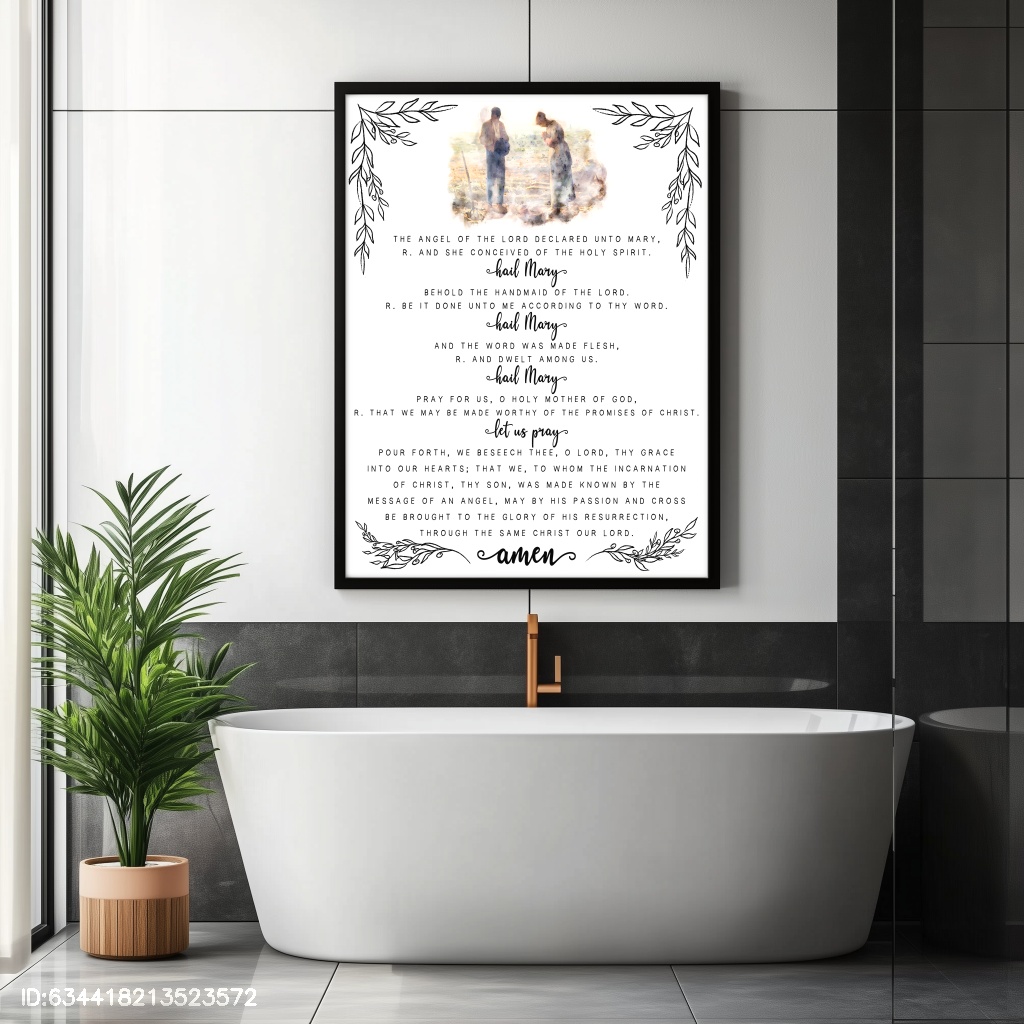 THE ANGEL OF THE LORD DECLARED UNTO MARY,
R. AND SHE CONCEIVED OF THE HOLY SPIRIT.
hail Mary
BEHOLD THE HANDMAID OF THE LORD.
R. BE IT DONE UNTO ME ACCORDING TO THY WORD.
hail Mary
AND THE WORD WAS MADE FLESH,
R. AND DWELT AMONG US.
hail Mary
PRAY FOR US, O HOLY MOTHER OF GOD,
R. THAT WE MAY BE MADE WORTHY OF THE PROMISES OF CHRIST.
let us pray
POUR FORTH, WE BESEECH THEE, O LORD, THY GRACE
INTO OUR HEARTS; THAT WE, TO WHOM THE INCARNATION
OF CHRIST, THY SON, WAS MADE KNOWN BY THE
MESSAGE OF AN ANGEL, MAY BY HIS PASSION AND CROSS
BE BROUGHT TO THE GLORY OF HIS RESURRECTION,
THROUGH THE SAME CHRIST OUR LORD.
amen
ID:634418213523572